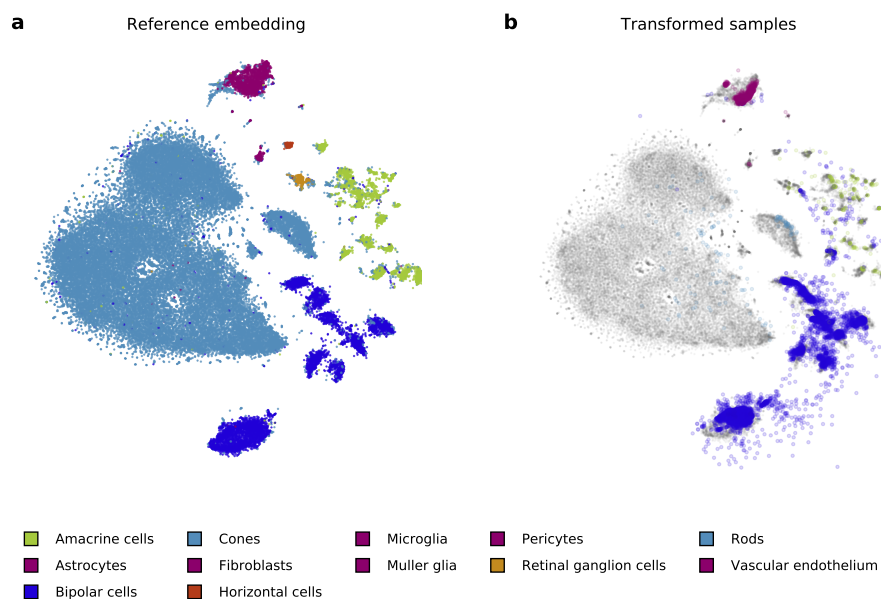 a Reference embedding b Transformed samples
Amacrine cells Cones Microglia Pericytes Rods
Astrocytes Fibroblasts Muller glia Retinal ganglion cells Vascular endothelium
Bipolar cells Horizontal cells